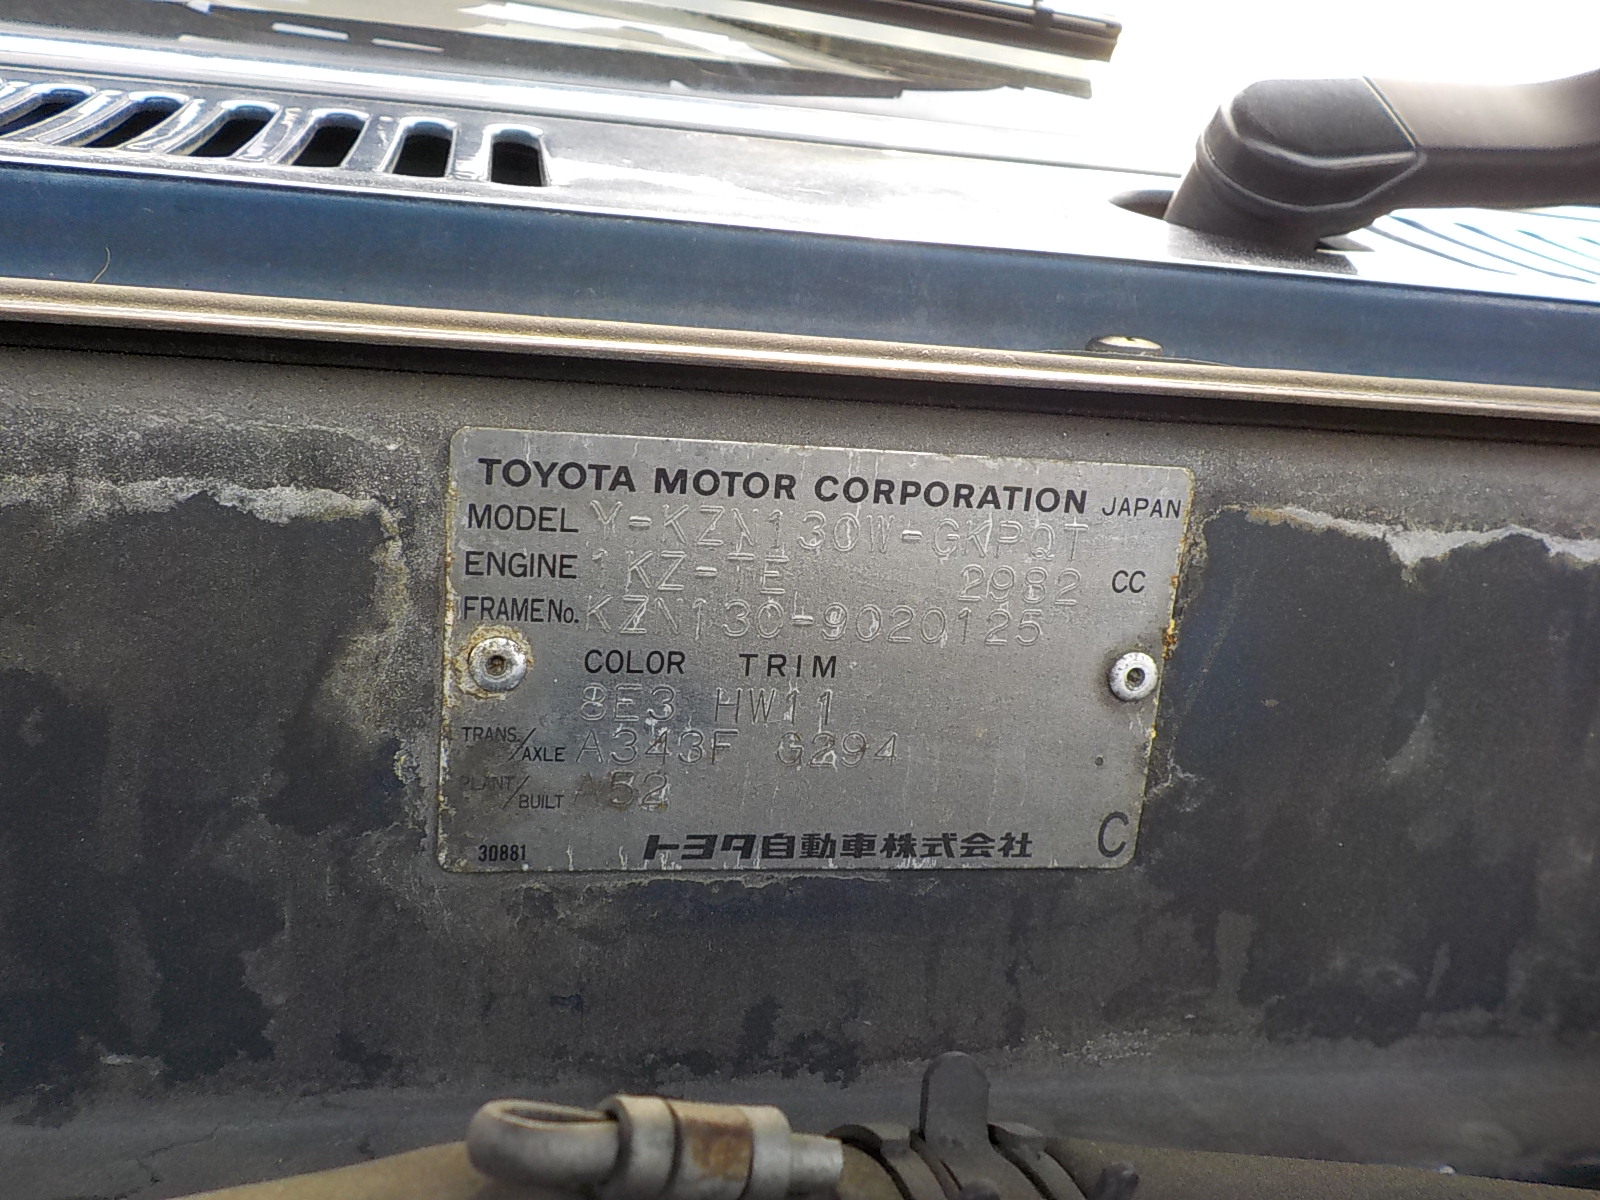 TOYOTA MOTOR CORPORATION JAPAN
MODEL Y-KZN130W-GKPQT
ENGINE 1KZ-TE 2982 CC
FRAME No. KZN130-9020125
COLOR TRIM
8E3 HW11
TRANS/AXLE A343F G294
PLANT/BUILT A52
30881 トヨタ自動車株式会社 C